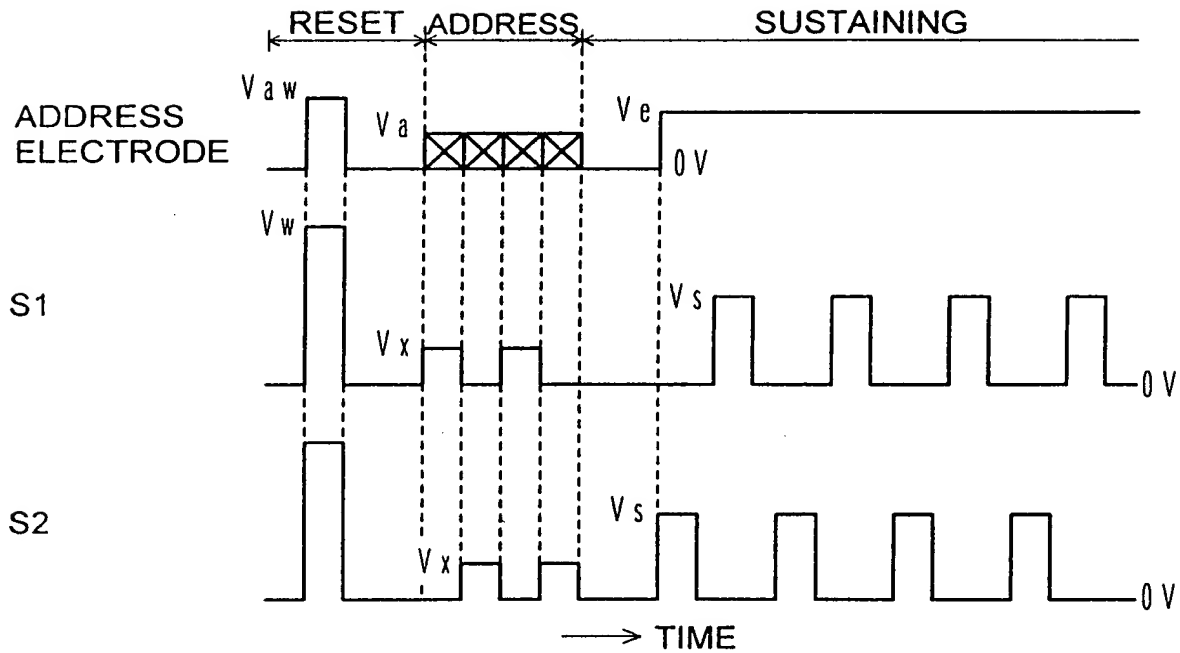 RESET ADDRESS SUSTAINING
Vaw
ADDRESS
ELECTRODE
Va
Ve
0V
Vw
S1
Vx
Vs
0V
S2
Vx
Vs
0V
TIME